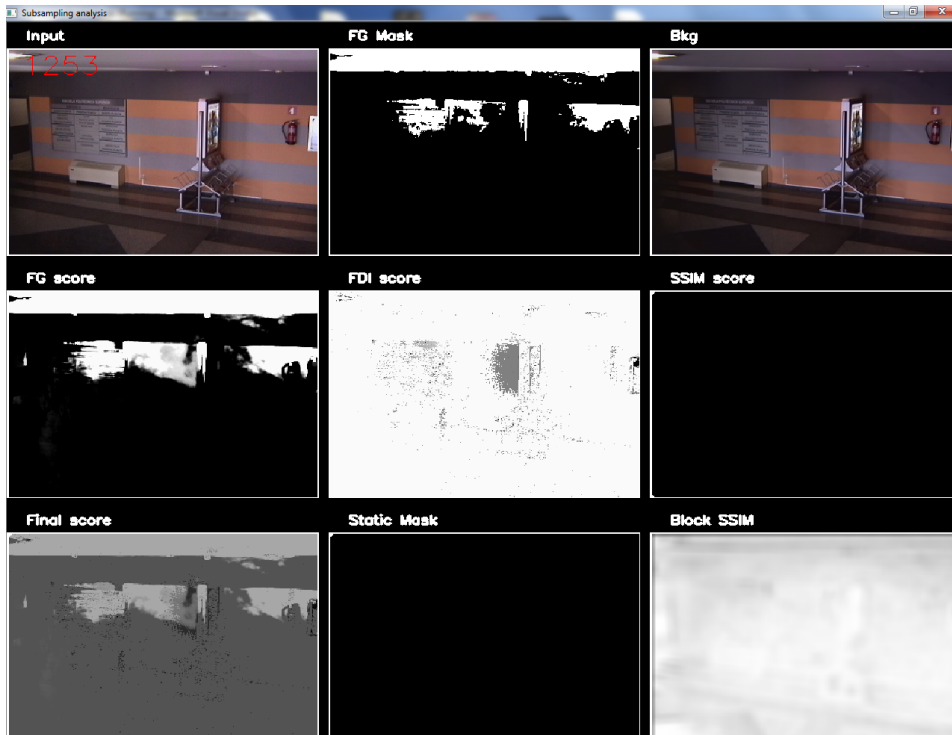 Subsampling analysis
Input
FG Mask
Bkg
1253
FG score
FDI score
SSIM score
Final score
Static Mask
Block SSIM